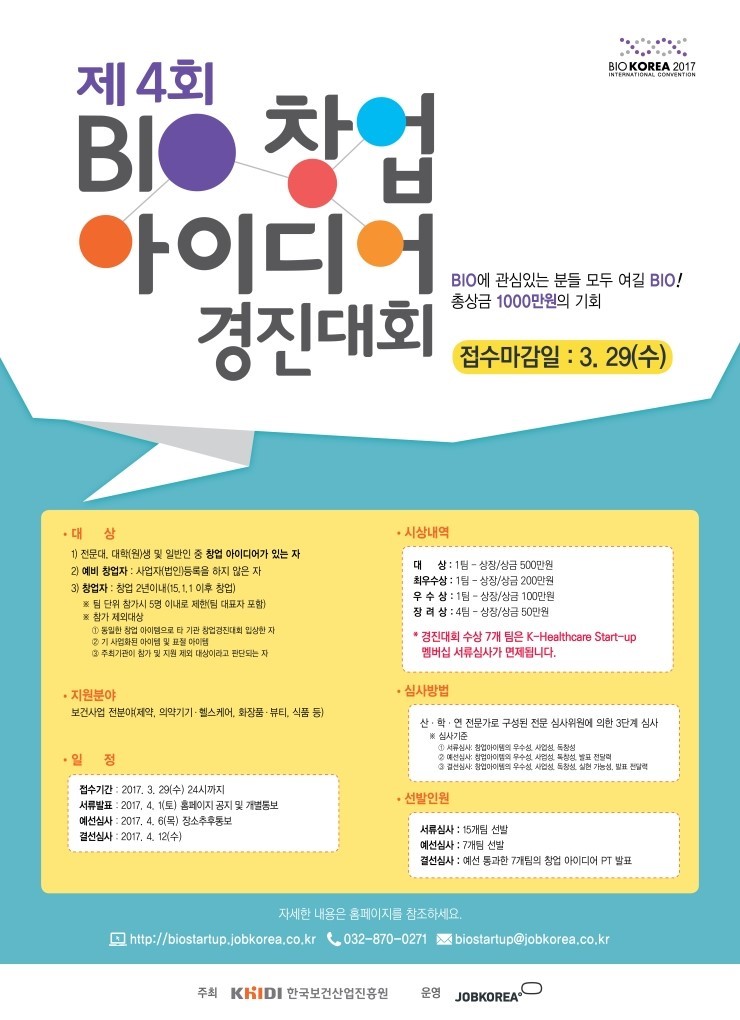 BIO KOREA 2017
INTERNATIONAL CONVENTION
제 4회
BIO 창업
아이디어
경진대회
BIO에 관심있는 분들 모두 여길 BIO!
총상금 1000만원의 기회
접수마감일 : 3. 29(수)
• 대 상
1) 전문대, 대학(원)생 및 일반인 중 창업 아이디어가 있는 자
2) 예비 창업자 : 사업자(법인)등록을 하지 않은 자
3) 창업자 : 창업 2년이내(15.1.1 이후 창업)
※ 팀 단위 참가시 5명 이내로 제한(팀 대표자 포함)
※ 참가 제외대상
① 동일한 창업 아이템으로 타 기관 창업경진대회 입상한 자
② 기 사업화된 아이템 및 표절 아이템
③ 주최기관이 참가 및 지원 제외 대상이라고 판단되는 자
• 지원분야
보건사업 전분야(제약, 의약기기·헬스케어, 화장품·뷰티, 식품 등)
• 일 정
접수기간 : 2017. 3. 29(수) 24시까지
서류발표 : 2017. 4. 1(토) 홈페이지 공지 및 개별통보
예선심사 : 2017. 4. 6(목) 장소추후통보
결선심사 : 2017. 4. 12(수)
• 시상내역
대 상 : 1팀 - 상장/상금 500만원
최우수상 : 1팀 - 상장/상금 200만원
우 수 상 : 1팀 - 상장/상금 100만원
장 려 상 : 4팀 - 상장/상금 50만원
* 경진대회 수상 7개 팀은 K-Healthcare Start-up
멤버십 서류심사가 면제됩니다.
• 심사방법
산·학·연 전문가로 구성된 전문 심사위원에 의한 3단계 심사
※ 심사기준
① 서류심사: 창업아이템의 우수성, 사업성, 독창성
② 예선심사: 창업아이템의 우수성, 사업성, 독창성, 발표 전달력
③ 결선심사: 창업아이템의 우수성, 사업성, 독창성, 실현 가능성, 발표 전달력
• 선발인원
서류심사 : 15개팀 선발
예선심사 : 7개팀 선발
결선심사 : 예선 통과한 7개팀의 창업 아이디어 PT 발표
자세한 내용은 홈페이지를 참조하세요.
http://biostartup.jobkorea.co.kr 032-870-0271 biostartup@jobkorea.co.kr
주최 KHIDI 한국보건산업진흥원 운영 JOBKOREA